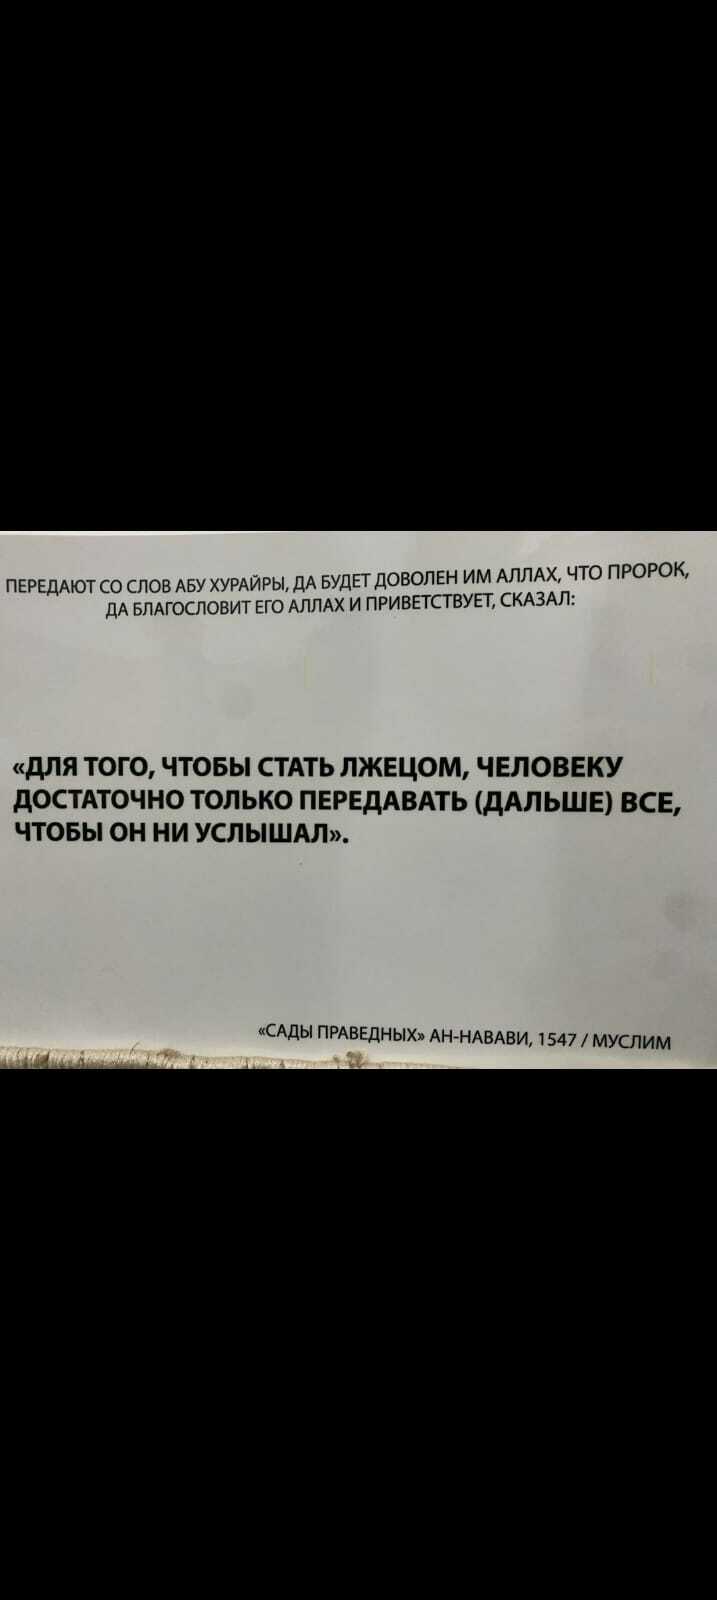 ПЕРЕДАЮТ СО СЛОВ АБУ ХУРАЙРЫ, ДА БУДЕТ ДОВОЛЕН ИМ АЛЛАХ, ЧТО ПРОРОК,
ДА БЛАГОСЛОВИТ ЕГО АЛЛАХ И ПРИВЕТСТВУЕТ, СКАЗАЛ:
«ДЛЯ ТОГО, ЧТОБЫ СТАТЬ ЛЖЕЦОМ, ЧЕЛОВЕКУ
ДОСТАТОЧНО ТОЛЬКО ПЕРЕДАВАТЬ (ДАЛЬШЕ) ВСЕ,
ЧТОБЫ ОН НИ УСЛЫШАЛ».
«САДЫ ПРАВЕДНЫХ» АН-НАВАВИ, 1547 / МУСЛИМ